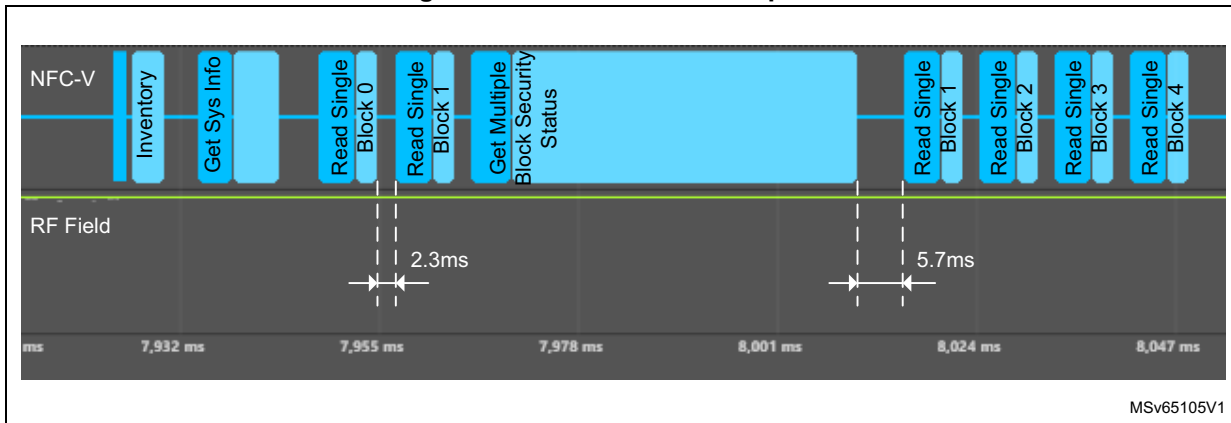 NFC-V
Inventory
Get Sys Info
Read Single
Block 0
Read Single
Block 1
Get Multiple
Block Security
Status
Read Single
Block 1
Read Single
Block 2
Read Single
Block 3
Read Single
Block 4
RF Field
2.3ms
5.7ms
ms 7,932 ms 7,955 ms 7,978 ms 8,001 ms 8,024 ms 8,047 ms
MSv65105V1